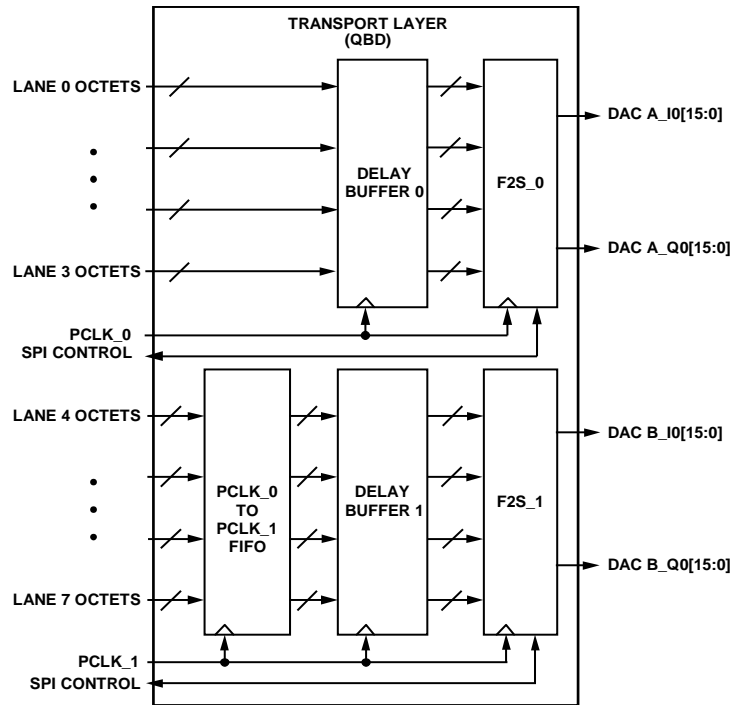 TRANSPORT LAYER
(QBD)
LANE 0 OCTETS
LANE 3 OCTETS
DELAY
BUFFER 0
F2S_0
DAC A_I0[15:0]
DAC A_Q0[15:0]
PCLK_0
SPI CONTROL
LANE 4 OCTETS
LANE 7 OCTETS
PCLK_0
TO
PCLK_1
FIFO
DELAY
BUFFER 1
F2S_1
DAC B_I0[15:0]
DAC B_Q0[15:0]
PCLK_1
SPI CONTROL